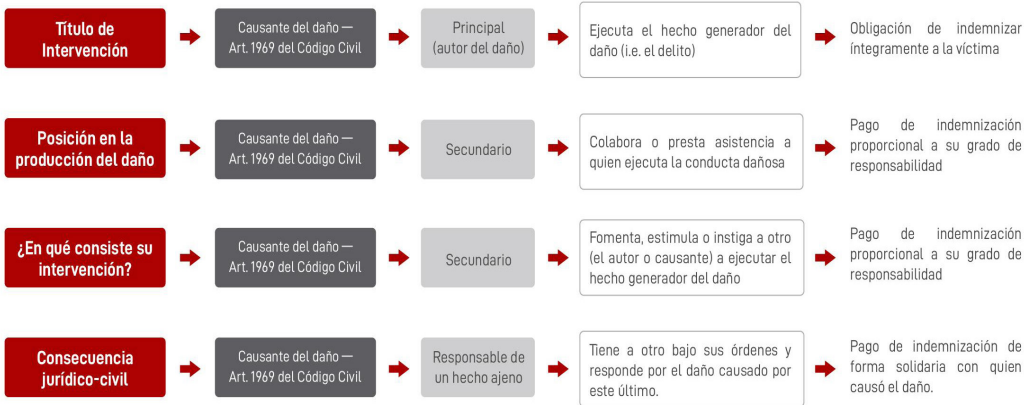 Título de
Intervención
Causante del daño —
Art. 1969 del Código Civil
Principal
(autor del daño)
Ejecuta el hecho generador del
daño (i.e. el delito)
Obligación de indemnizar
íntegramente a la víctima
Posición en la
producción del daño
Causante del daño —
Art. 1969 del Código Civil
Secundario
Colabora o presta asistencia a
quien ejecuta la conducta dañosa
Pago de indemnización
proporcional a su grado de
responsabilidad
¿En qué consiste su
intervención?
Causante del daño —
Art. 1969 del Código Civil
Secundario
Fomenta, estimula o instiga a otro
(el autor o causante) a ejecutar el
hecho generador del daño
Pago de indemnización
proporcional a su grado de
responsabilidad
Consecuencia
jurídico-civil
Causante del daño —
Art. 1969 del Código Civil
Responsable de
un hecho ajeno
Tiene a otro bajo sus órdenes y
responde por el daño causado por
este último.
Pago de indemnización de
forma solidaria con quien
causó el daño.